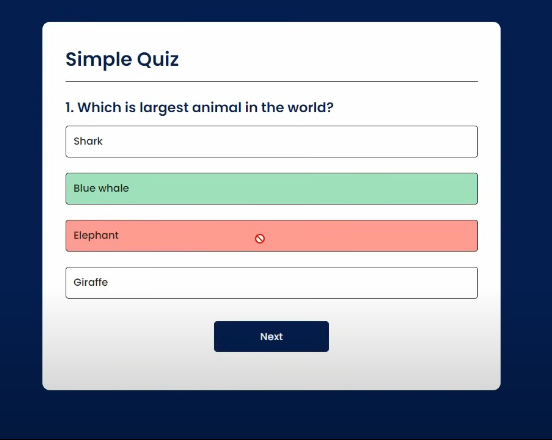 Simple Quiz
1. Which is largest animal in the world?
Shark
Blue whale
Elephant
Giraffe
Next